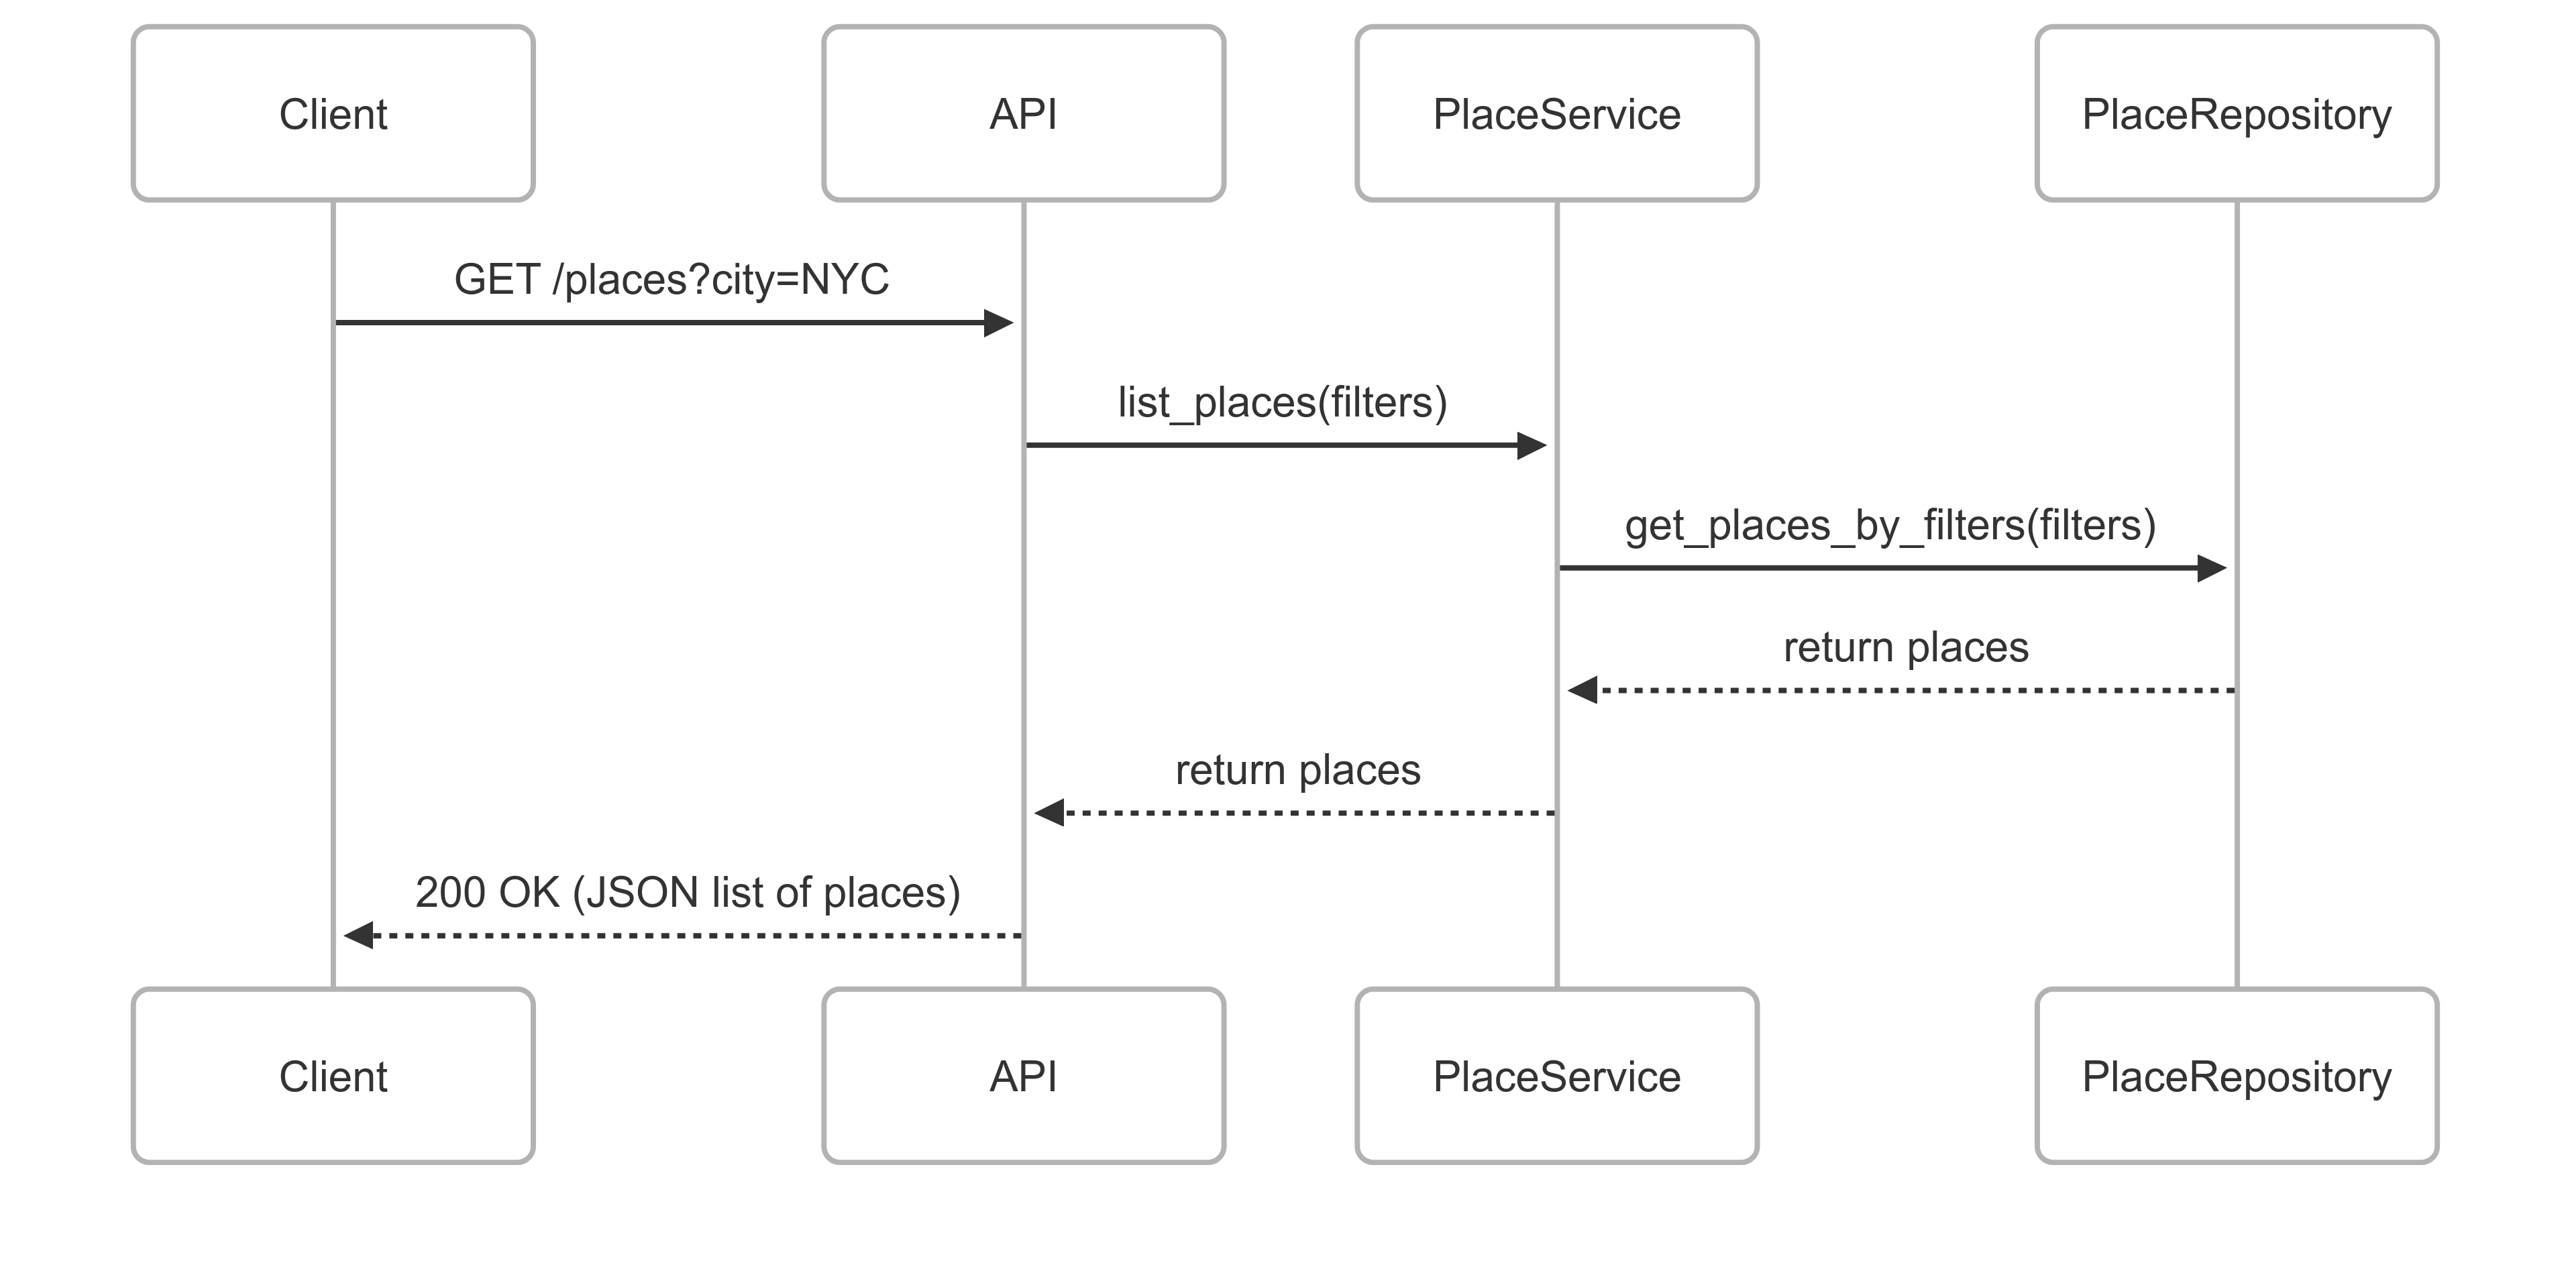 Client
API
PlaceService
PlaceRepository
GET /places?city=NYC
list_places(filters)
get_places_by_filters(filters)
return places
return places
200 OK (JSON list of places)
Client
API
PlaceService
PlaceRepository